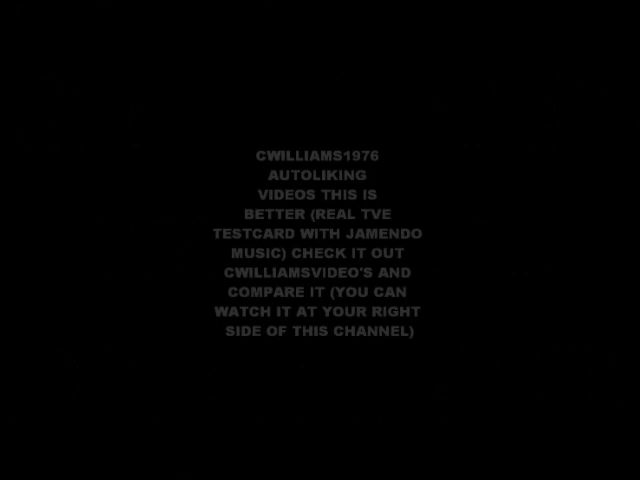 CWILLIAMS1976
AUTOLIKING
VIDEOS THIS IS
BETTER (REAL TVE
TESTCARD WITH JAMENDO
MUSIC) CHECK IT OUT
CWILLIAMSVIDEO'S AND
COMPARE IT (YOU CAN
WATCH IT AT YOUR RIGHT
SIDE OF THIS CHANNEL)